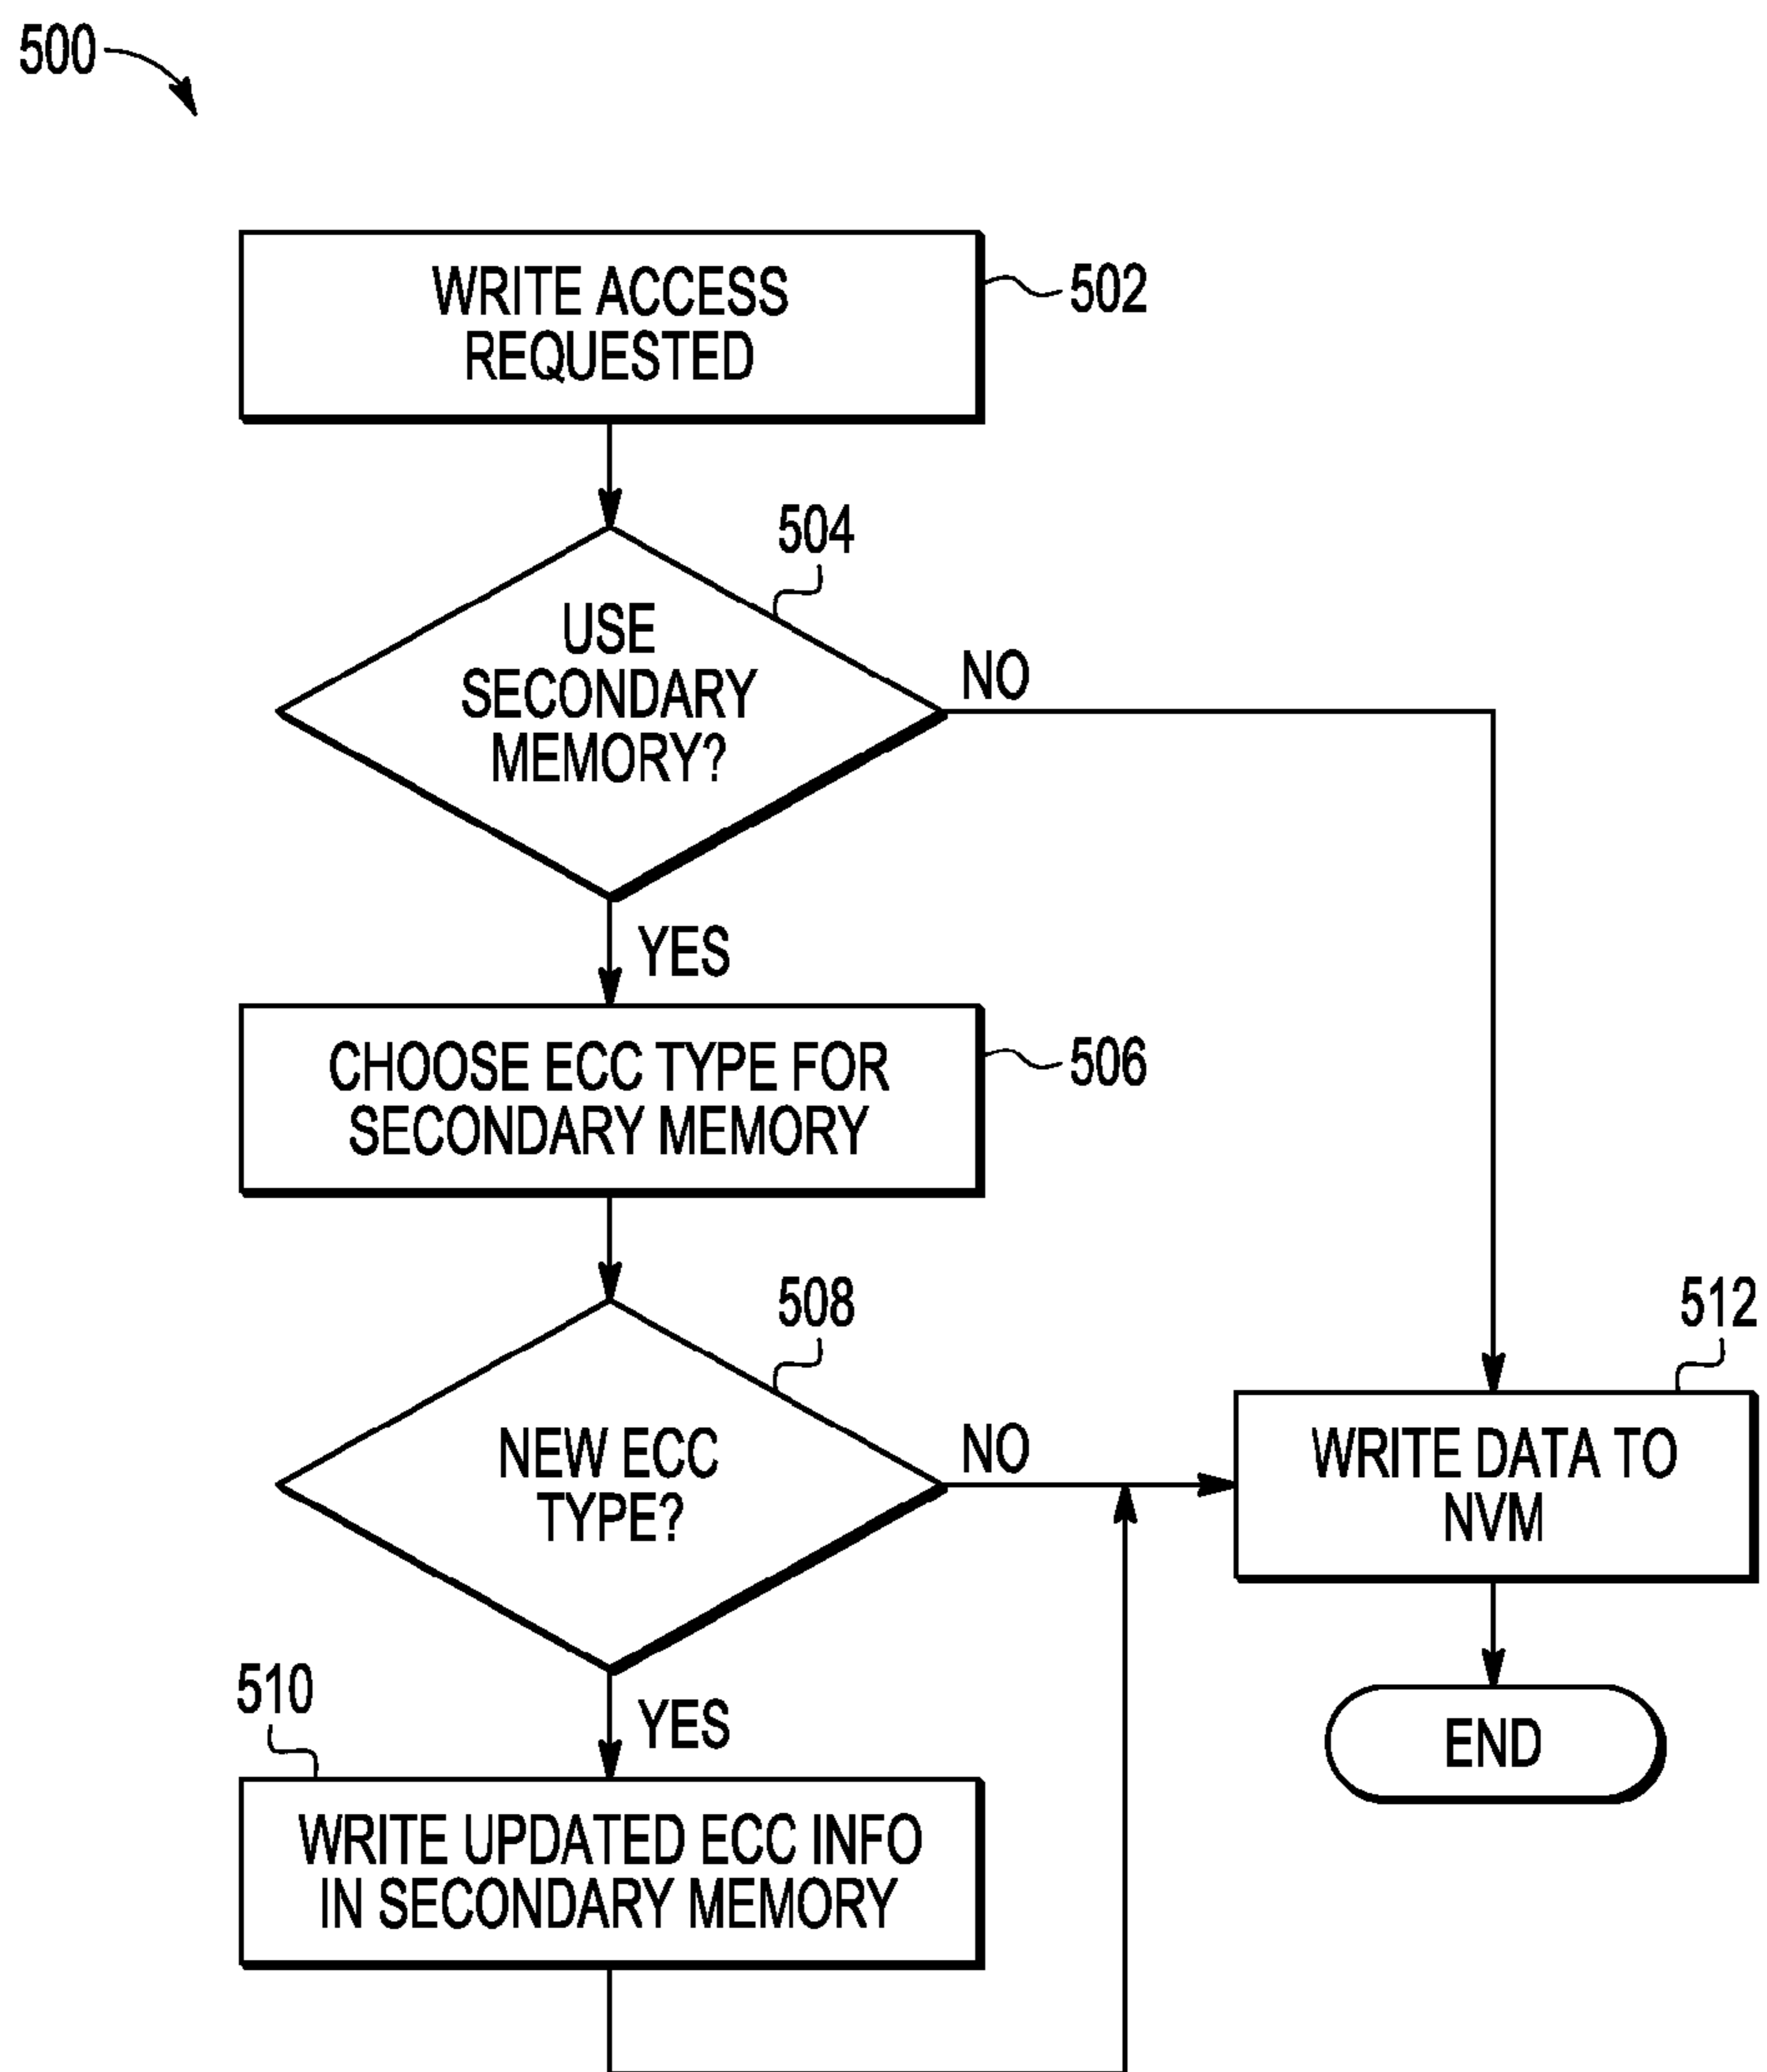 500
WRITE ACCESS
REQUESTED
502
504
USE
SECONDARY
MEMORY?
NO
YES
CHOOSE ECC TYPE FOR
SECONDARY MEMORY
506
508
NEW ECC
TYPE?
NO
512
WRITE DATA TO
NVM
510
YES
END
WRITE UPDATED ECC INFO
IN SECONDARY MEMORY